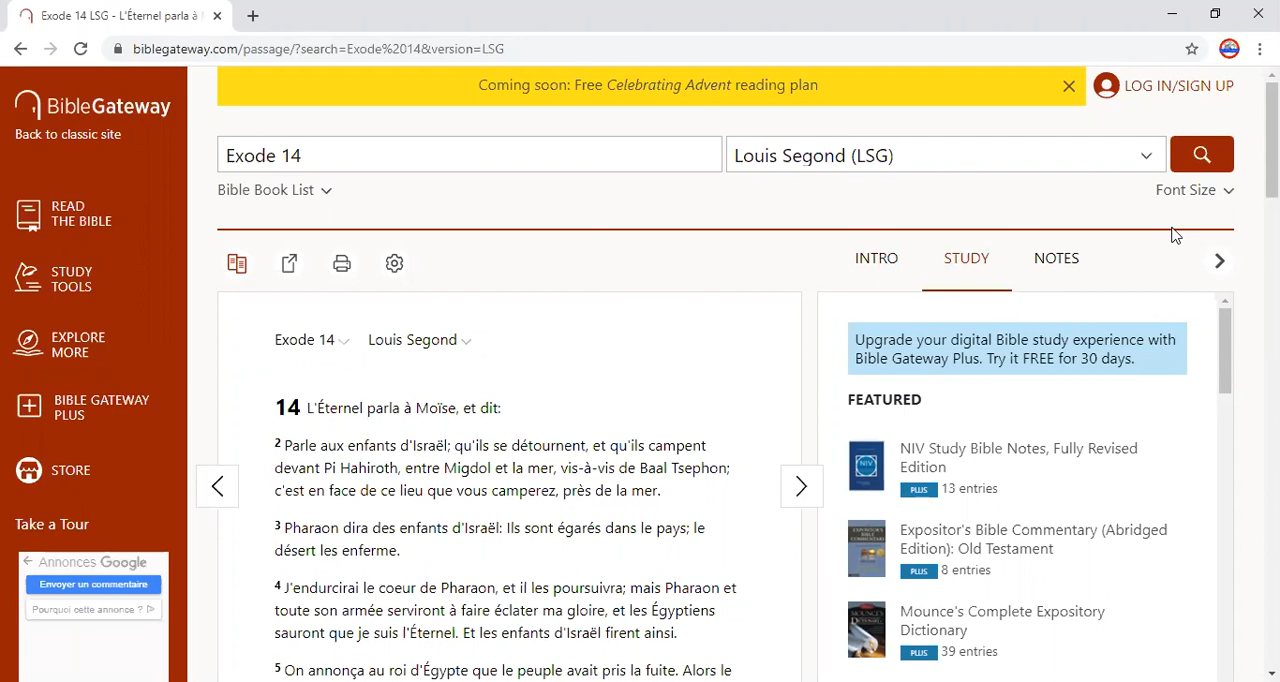 Exode 14 LSG - L'Éternel parla à
biblegateway.com/passage/?search=Exode%2014&version=LSG
Coming soon: Free Celebrating Advent reading plan
LOG IN/SIGN UP
BibleGateway
Back to classic site
Exode 14
Louis Segond (LSG)
Bible Book List
Font Size
READ
THE BIBLE
STUDY
TOOLS
EXPLORE
MORE
BIBLE GATEWAY
PLUS
STORE
Take a Tour
Annonces Google
Envoyer un commentaire
Pourquoi cette annonce ?
INTRO
STUDY
NOTES
Exode 14
Louis Segond
14 L'Éternel parla à Moïse, et dit:
2 Parle aux enfants d'Israël; qu'ils se détournent, et qu'ils campent
devant Pi Hahiroth, entre Migdol et la mer, vis-à-vis de Baal Tsephon;
c'est en face de ce lieu que vous camperez, près de la mer.
3 Pharaon dira des enfants d'Israël: Ils sont égarés dans le pays; le
désert les enferme.
4 J'endurcirai le coeur de Pharaon, et il les poursuivra; mais Pharaon et
toute son armée serviront à faire éclater ma gloire, et les Égyptiens
sauront que je suis l'Éternel. Et les enfants d'Israël firent ainsi.
5 On annonça au roi d'Égypte que le peuple avait pris la fuite. Alors le
Upgrade your digital Bible study experience with
Bible Gateway Plus. Try it FREE for 30 days.
FEATURED
NIV Study Bible Notes, Fully Revised
Edition
PLUS 13 entries
Expositor's Bible Commentary (Abridged
Edition): Old Testament
PLUS 8 entries
Mounce's Complete Expository
Dictionary
PLUS 39 entries